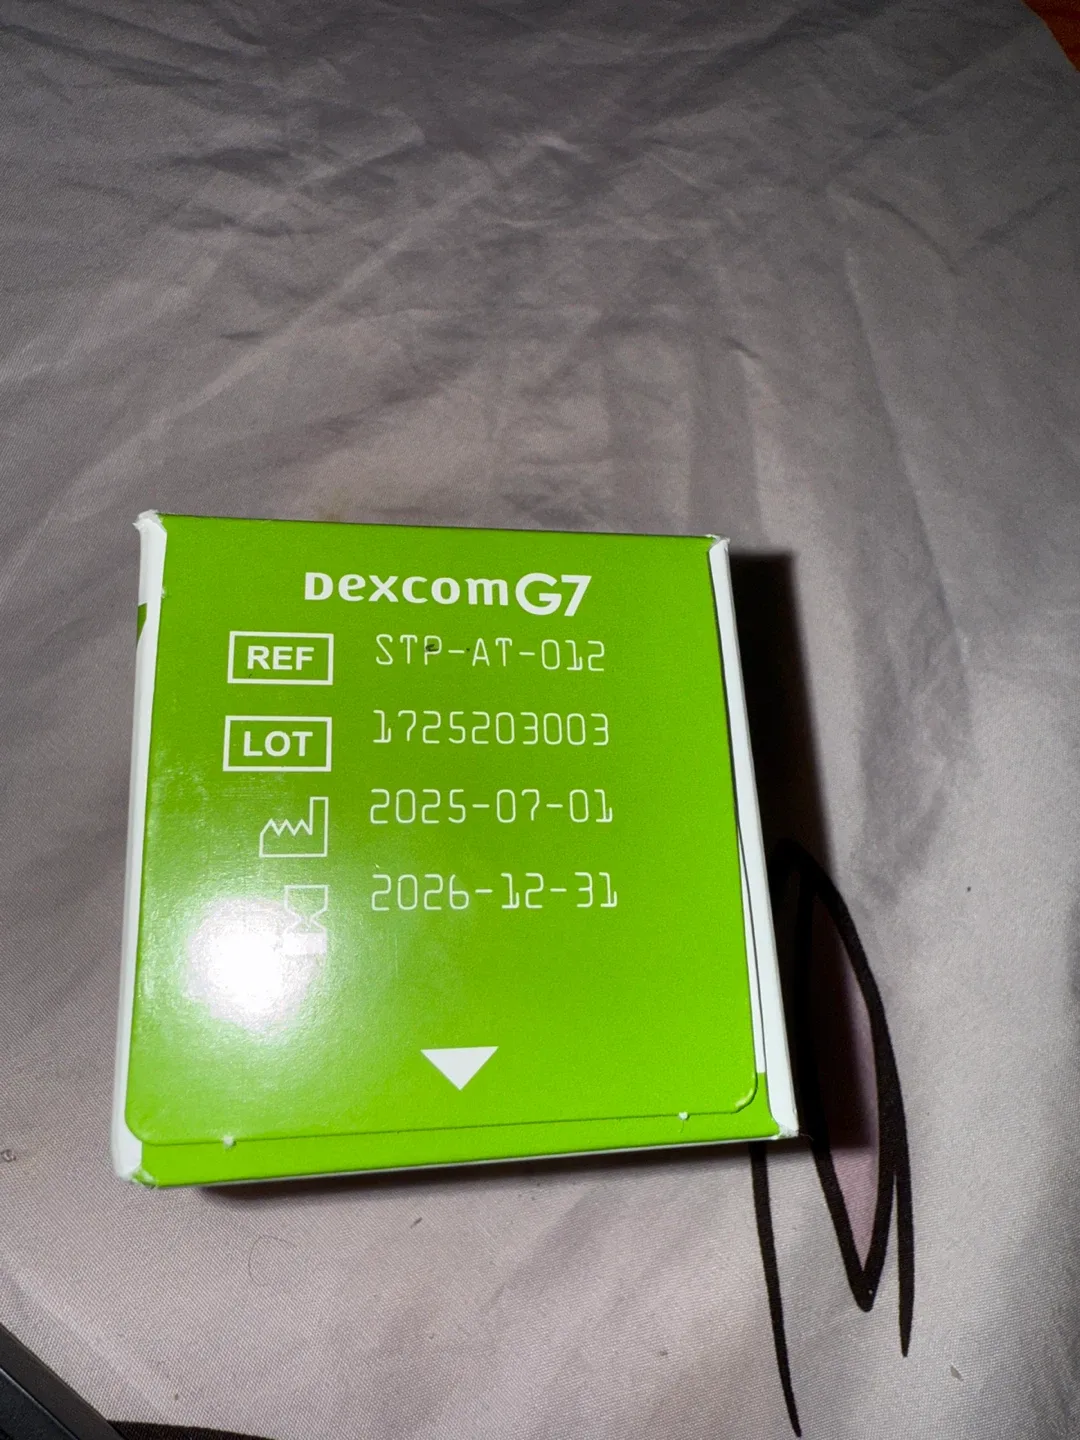 Dexcom G7
REF STP-AT-012
LOT 1725203003
2025-07-01
2026-12-31